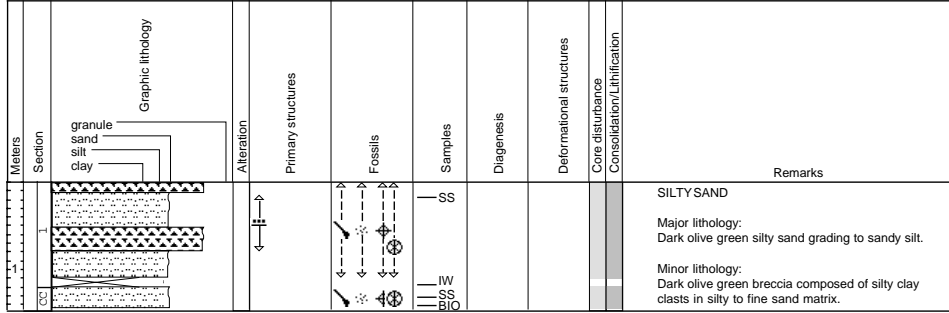 Meters
Section
Graphic lithology
granule
sand
silt
clay
Alteration
Primary structures
Fossils
Samples
Diagenesis
Deformational structures
Core disturbance
Consolidation/Lithification
Remarks
1
1
CC
SS
IW
SS
BIO
SILTY SAND
Major lithology:
Dark olive green silty sand grading to sandy silt.
Minor lithology:
Dark olive green breccia composed of silty clay
clasts in silty to fine sand matrix.